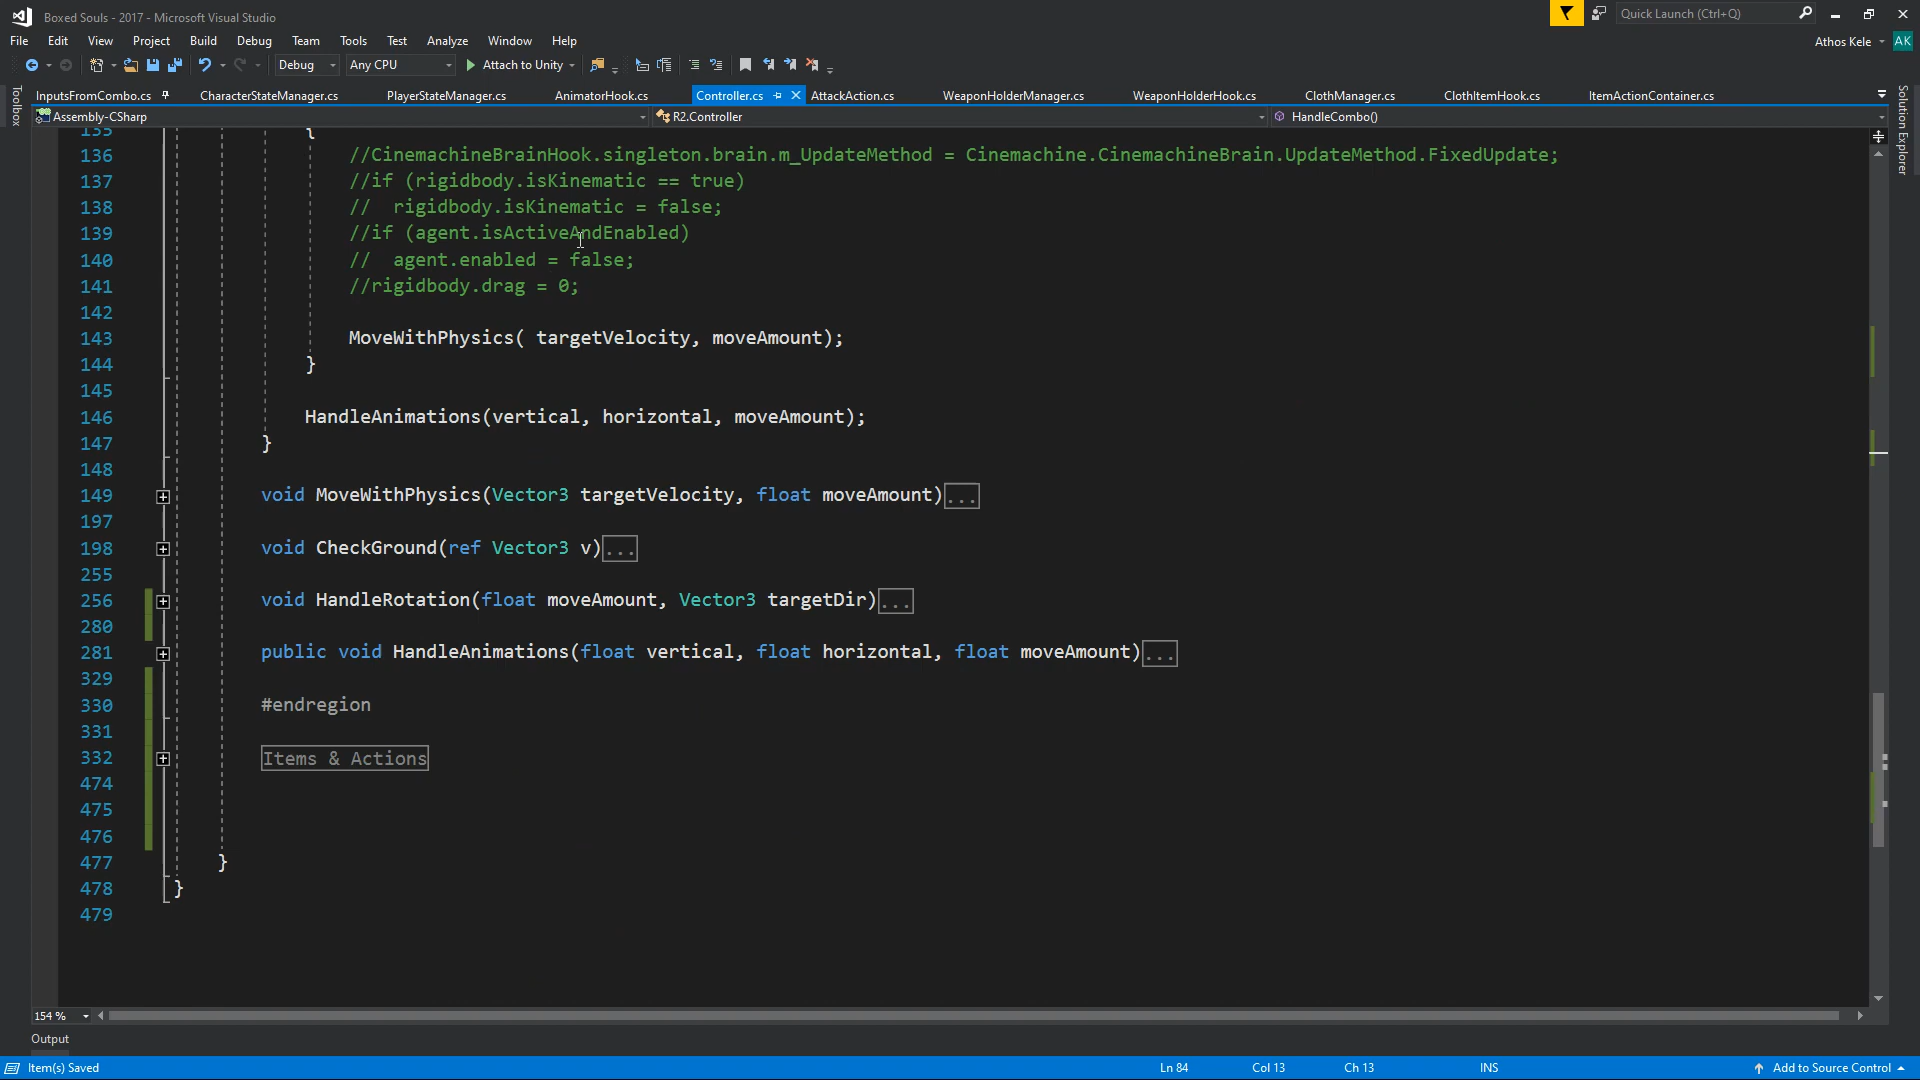 Boxed Souls - 2017 - Microsoft Visual Studio
Quick Launch (Ctrl+Q)
File Edit View Project Build Debug Team Tools Test Analyze Window Help
Athos Kele AK
Debug Any CPU Attach to Unity
Toolbox
InputsFromCombo.cs CharacterStateManager.cs PlayerStateManager.cs AnimatorHook.cs Controller.cs AttackAction.cs WeaponHolderManager.cs WeaponHolderHook.cs ClothManager.cs ClothItemHook.cs ItemActionContainer.cs
Solution Explorer
Assembly-CSharp R2.Controller HandleCombo()
135 {
136 //CinemachineBrainHook.singleton.brain.m_UpdateMethod = Cinemachine.CinemachineBrain.UpdateMethod.FixedUpdate;
137 //if (rigidbody.isKinematic == true)
138 // rigidbody.isKinematic = false;
139 //if (agent.isActiveAndEnabled)
140 // agent.enabled = false;
141 //rigidbody.drag = 0;
142
143 MoveWithPhysics( targetVelocity, moveAmount);
144 }
145
146 HandleAnimations(vertical, horizontal, moveAmount);
147 }
148
149 void MoveWithPhysics(Vector3 targetVelocity, float moveAmount)...
197
198 void CheckGround(ref Vector3 v)...
255
256 void HandleRotation(float moveAmount, Vector3 targetDir)...
280
281 public void HandleAnimations(float vertical, float horizontal, float moveAmount)...
329
330 #endregion
331
332 Items & Actions
474
475
476
477 }
478 }
479
154 %
Output
Item(s) Saved Ln 84 Col 13 Ch 13 INS Add to Source Control